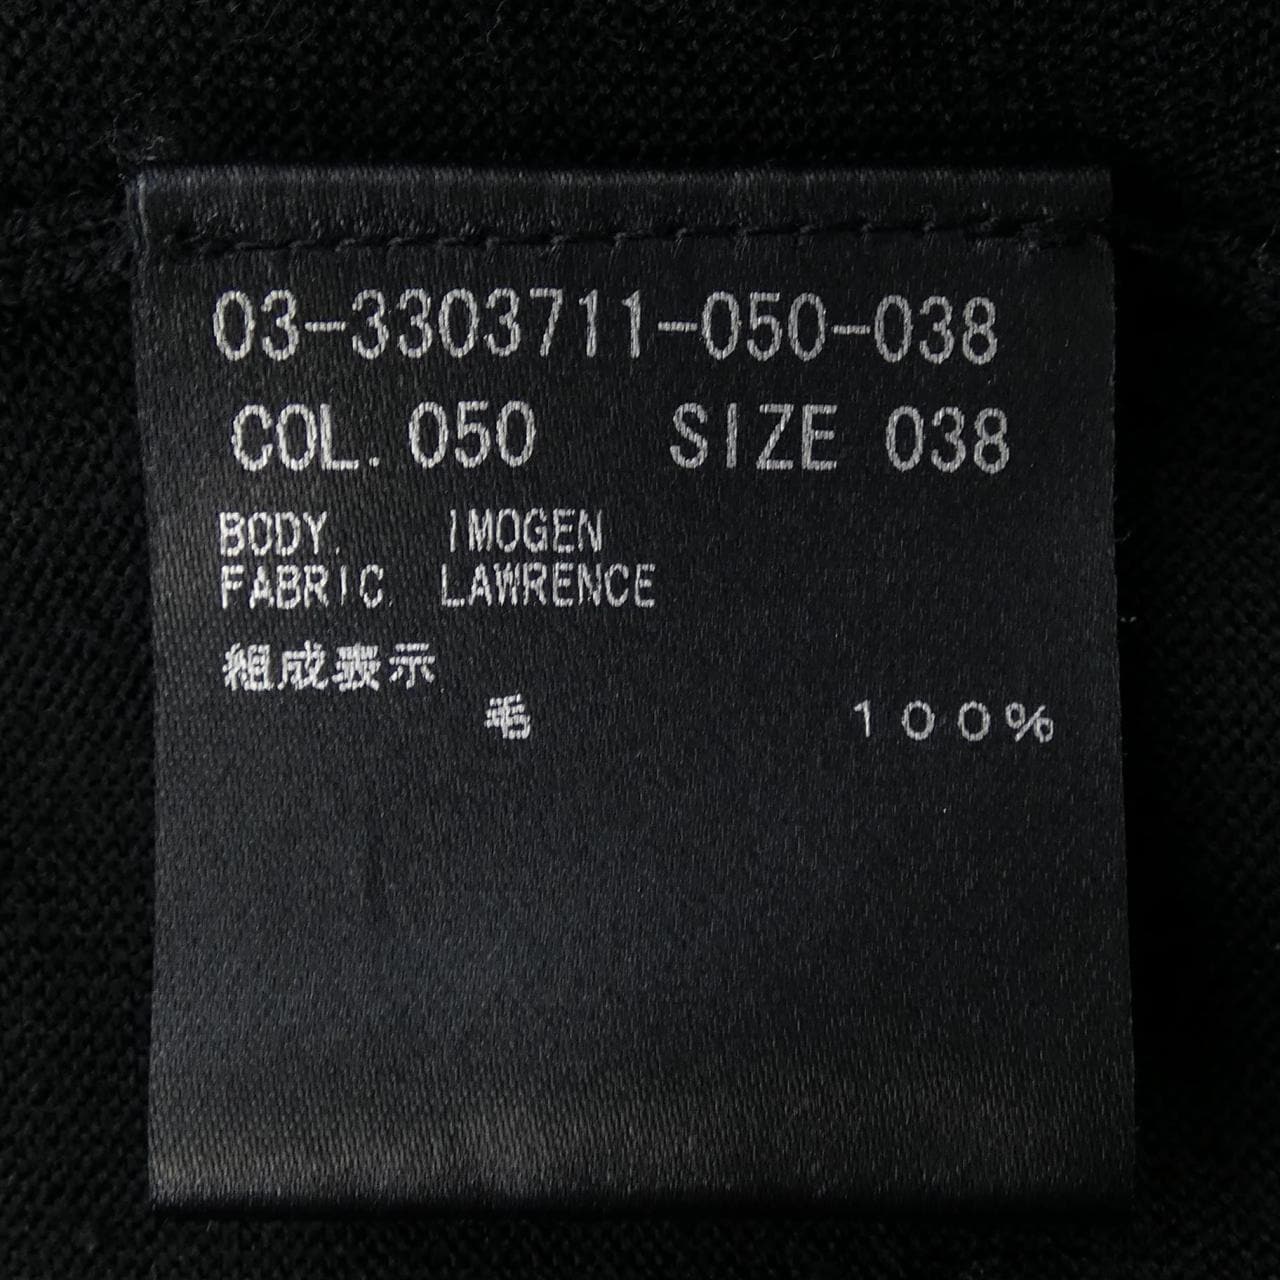 03-3303711-050-038
COL. 050 SIZE 038
BODY. IMOGEN
FABRIC. LAWRENCE
組成表示
毛 100%